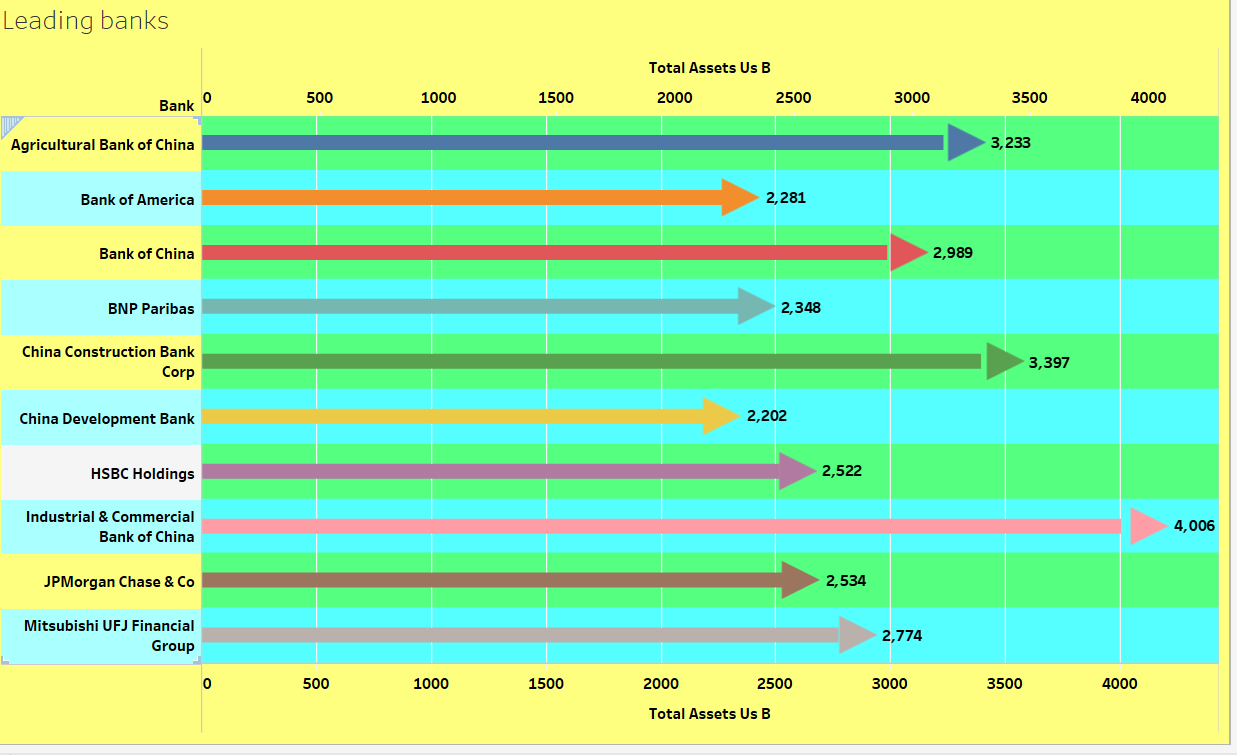 Leading banks
Total Assets Us B
Bank 0 500 1000 1500 2000 2500 3000 3500 4000
Agricultural Bank of China 3,233
Bank of America 2,281
Bank of China 2,989
BNP Paribas 2,348
China Construction Bank
Corp 3,397
China Development Bank 2,202
HSBC Holdings 2,522
Industrial & Commercial
Bank of China 4,006
JPMorgan Chase & Co 2,534
Mitsubishi UFJ Financial
Group 2,774
0 500 1000 1500 2000 2500 3000 3500 4000
Total Assets Us B